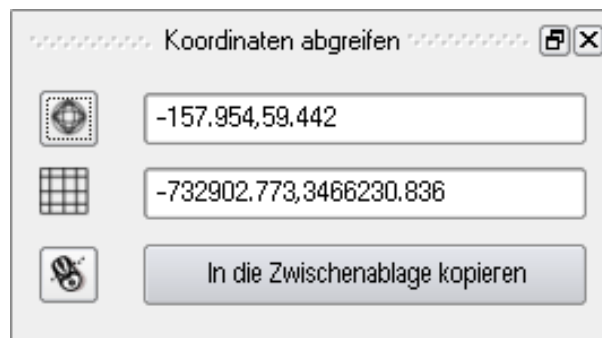 Koordinaten abgreifen
-157.954,59.442
-732902.773,3466230.836
In die Zwischenablage kopieren